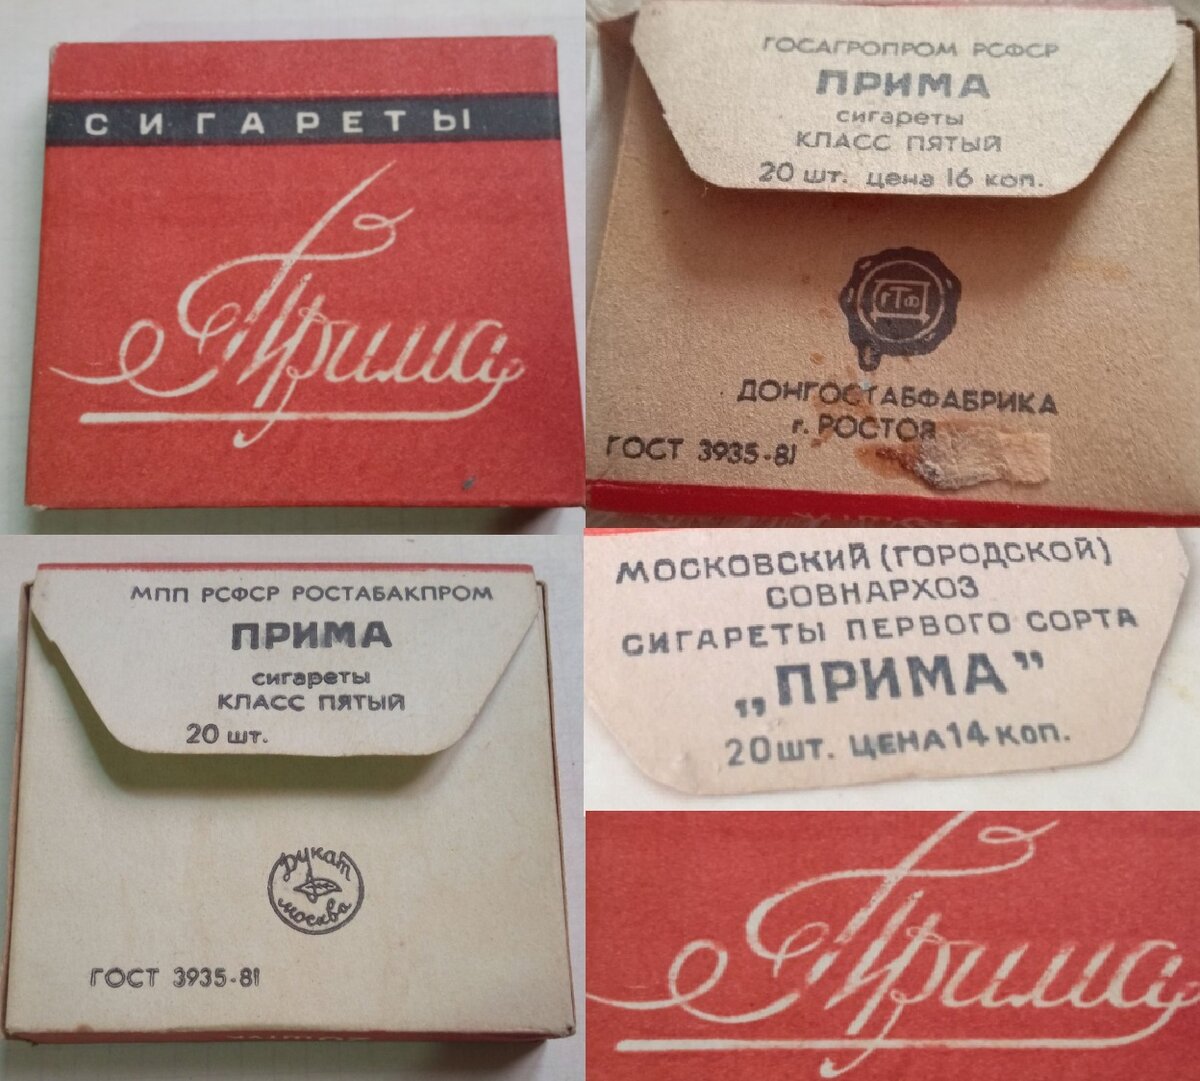 СИГАРЕТЫ
Прима
ГОСАГРОПРОМ РСФСР
ПРИМА
сигареты
КЛАСС ПЯТЫЙ
20 шт. цена 16 коп.
гТф
ДОНГОСТАБФАБРИКА
г. РОСТОВ
ГОСТ 3935-81
МПП РСФСР РОСТАБАКПРОМ
ПРИМА
сигареты
КЛАСС ПЯТЫЙ
20 шт.
Дукат
москва
ГОСТ 3935-81
МОСКОВСКИЙ (ГОРОДСКОЙ)
СОВНАРХОЗ
СИГАРЕТЫ ПЕРВОГО СОРТА
„ПРИМА”
20 шт. ЦЕНА 14 коп.
Прима